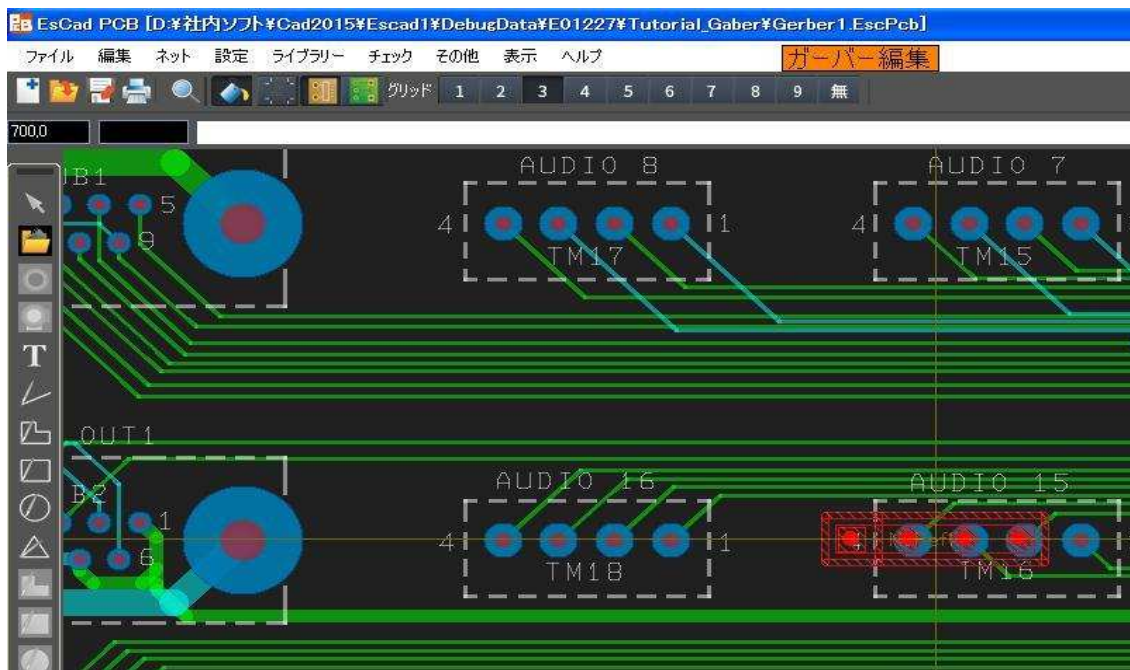 EsCad PCB [D:¥社内ソフト¥Cad2015¥Escad1¥DebugData¥E01227¥Tutorial_Gaber¥Gerber1.EscPcb]
ファイル 編集 ネット 設定 ライブラリー チェック その他 表示 ヘルプ ガーバー編集
グリッド 1 2 3 4 5 6 7 8 9 無
700,0
AUDIO 8 AUDIO 7
UB1
5 4 1 4
9 TM17 TM15
T
OUT1
AUDIO 16 AUDIO 15
B2
1 4 1
6 TM18 TM16